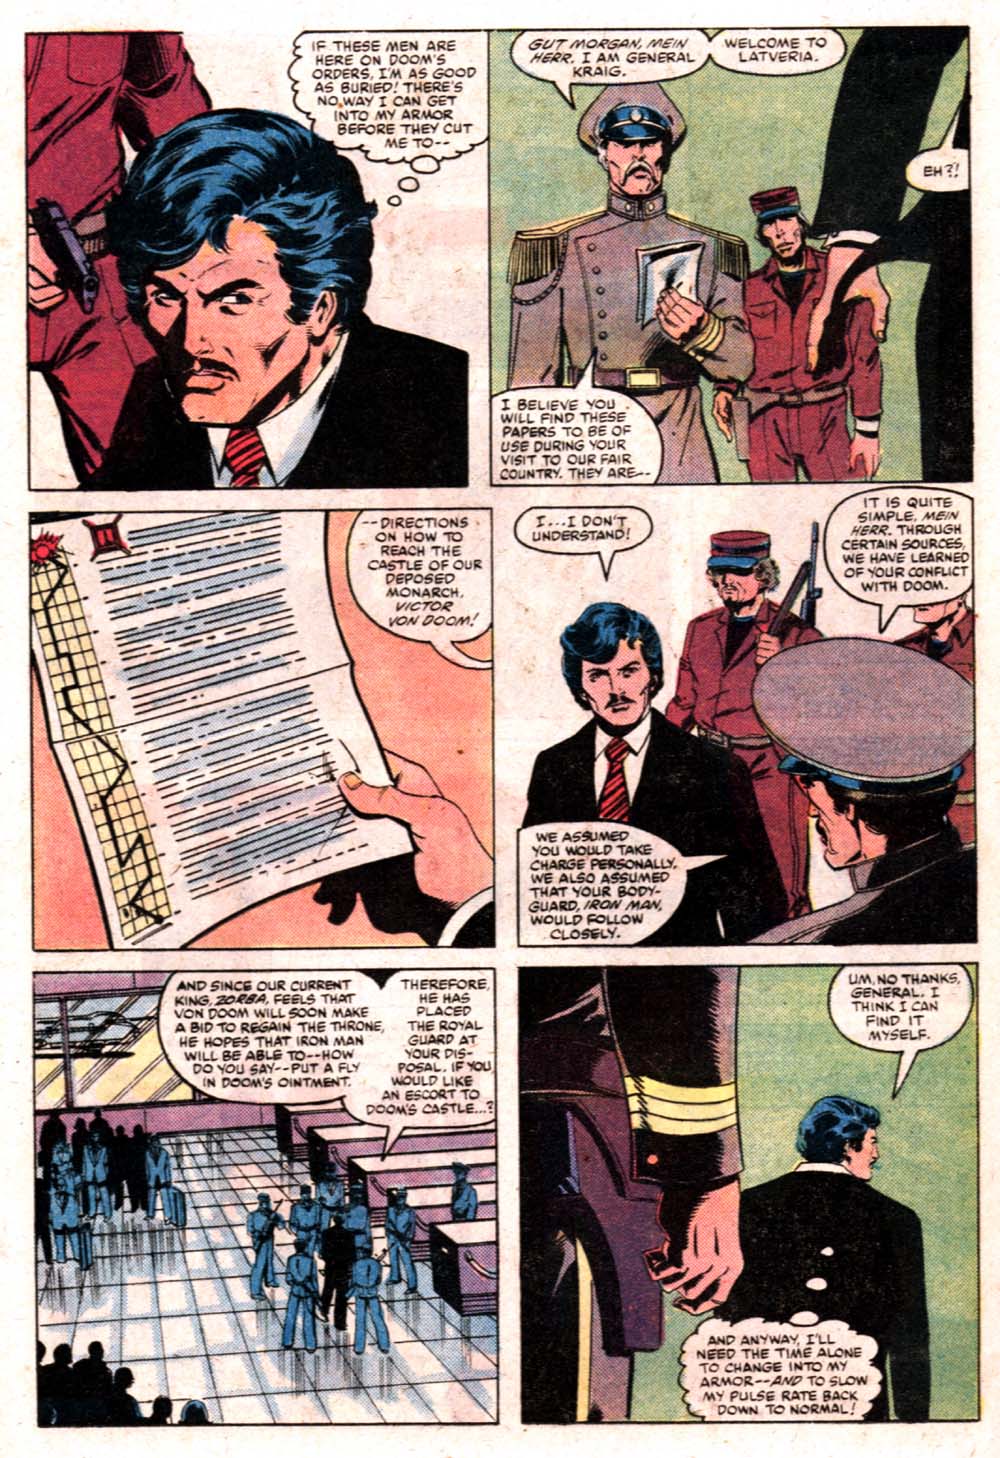 IF THESE MEN ARE
HERE ON DOOM'S
ORDERS, I'M AS GOOD
AS BURIED! THERE'S
NO WAY I CAN GET
INTO MY ARMOR
BEFORE THEY CUT
ME TO--
GUT MORGAN, MEIN
HERR. I AM GENERAL
KRAIG.
WELCOME TO
LATVERIA.
EH?!
I BELIEVE YOU
WILL FIND THESE
PAPERS TO BE OF
USE DURING YOUR
VISIT TO OUR FAIR
COUNTRY. THEY ARE--
--DIRECTIONS
ON HOW TO
REACH THE
CASTLE OF OUR
DEPOSED
MONARCH,
VICTOR
VON DOOM!
I...I DON'T
UNDERSTAND!
IT IS QUITE
SIMPLE, MEIN
HERR. THROUGH
CERTAIN SOURCES,
WE HAVE LEARNED
OF YOUR CONFLICT
WITH DOOM.
WE ASSUMED
YOU WOULD TAKE
CHARGE PERSONALLY.
WE ALSO ASSUMED
THAT YOUR BODY-
GUARD, IRON MAN,
WOULD FOLLOW
CLOSELY.
AND SINCE OUR CURRENT
KING, ZORBA, FEELS THAT
VON DOOM WILL SOON MAKE
A BID TO REGAIN THE THRONE,
HE HOPES THAT IRON MAN
WILL BE ABLE TO--HOW
DO YOU SAY--PUT A FLY
IN DOOM'S OINTMENT.
THEREFORE,
HE HAS
PLACED
THE ROYAL
GUARD AT
YOUR DIS-
POSAL. IF YOU
WOULD LIKE
AN ESCORT TO
DOOM'S CASTLE...?
UM, NO THANKS,
GENERAL. I
THINK I CAN
FIND IT
MYSELF.
AND ANYWAY, I'LL
NEED THE TIME ALONE
TO CHANGE INTO MY
ARMOR--AND TO SLOW
MY PULSE RATE BACK
DOWN TO NORMAL!